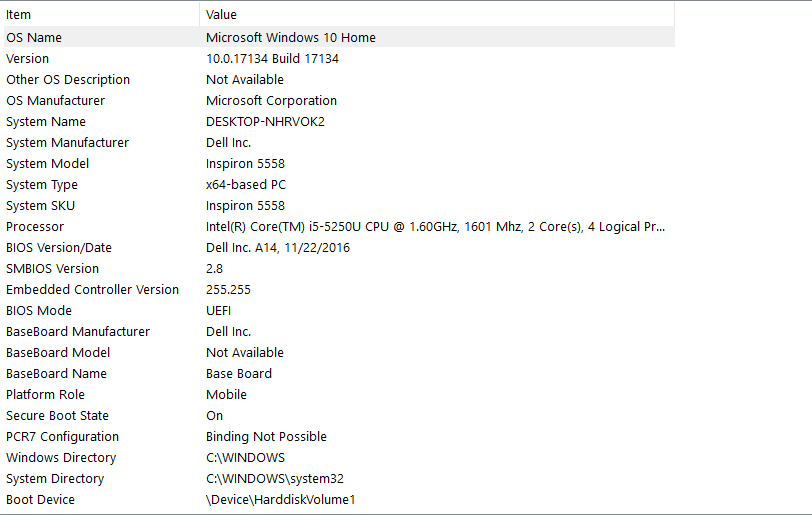 Item Value
OS Name Microsoft Windows 10 Home
Version 10.0.17134 Build 17134
Other OS Description Not Available
OS Manufacturer Microsoft Corporation
System Name DESKTOP-NHRVOK2
System Manufacturer Dell Inc.
System Model Inspiron 5558
System Type x64-based PC
System SKU Inspiron 5558
Processor Intel(R) Core(TM) i5-5250U CPU @ 1.60GHz, 1601 Mhz, 2 Core(s), 4 Logical Pr...
BIOS Version/Date Dell Inc. A14, 11/22/2016
SMBIOS Version 2.8
Embedded Controller Version 255.255
BIOS Mode UEFI
BaseBoard Manufacturer Dell Inc.
BaseBoard Model Not Available
BaseBoard Name Base Board
Platform Role Mobile
Secure Boot State On
PCR7 Configuration Binding Not Possible
Windows Directory C:\WINDOWS
System Directory C:\WINDOWS\system32
Boot Device \Device\HarddiskVolume1